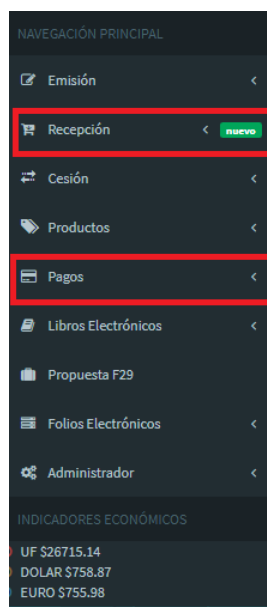 NAVEGACIÓN PRINCIPAL
Emisión
Recepción nuevo
Cesión
Productos
Pagos
Libros Electrónicos
Propuesta F29
Folios Electrónicos
Administrador
INDICADORES ECONÓMICOS
UF $26715.14
DOLAR $758.87
EURO $755.98